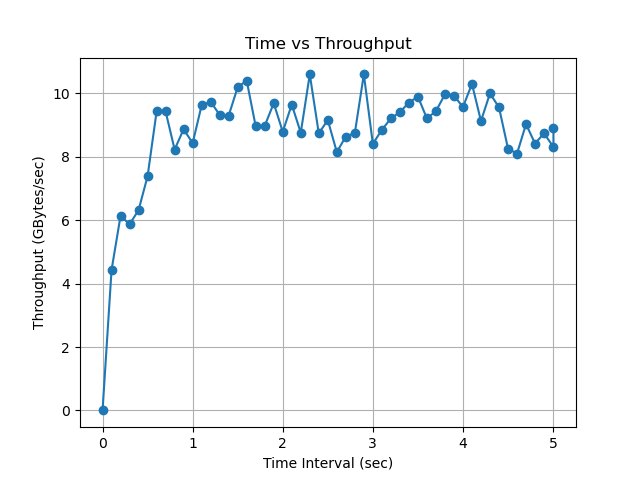 Time vs Throughput
Throughput (GBytes/sec)
10
8
6
4
2
0
0 1 2 3 4 5
Time Interval (sec)